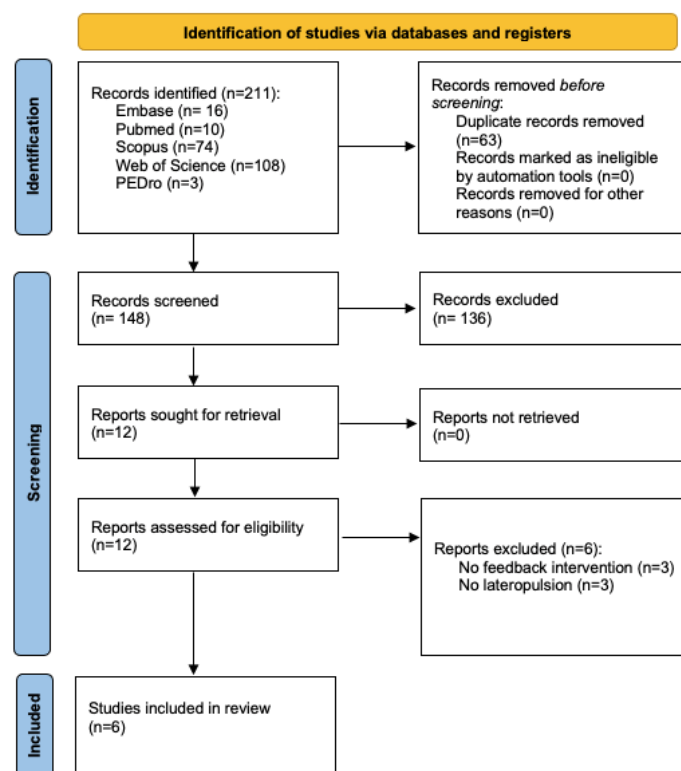 Identification of studies via databases and registers
Identification
Records identified (n=211):
Embase (n= 16)
Pubmed (n=10)
Scopus (n=74)
Web of Science (n=108)
PEDro (n=3)
Records removed before
screening:
Duplicate records removed
(n=63)
Records marked as ineligible
by automation tools (n=0)
Records removed for other
reasons (n=0)
Screening
Records screened
(n= 148)
Records excluded
(n= 136)
Reports sought for retrieval
(n=12)
Reports not retrieved
(n=0)
Reports assessed for eligibility
(n=12)
Reports excluded (n=6):
No feedback intervention (n=3)
No lateropulsion (n=3)
Included
Studies included in review
(n=6)